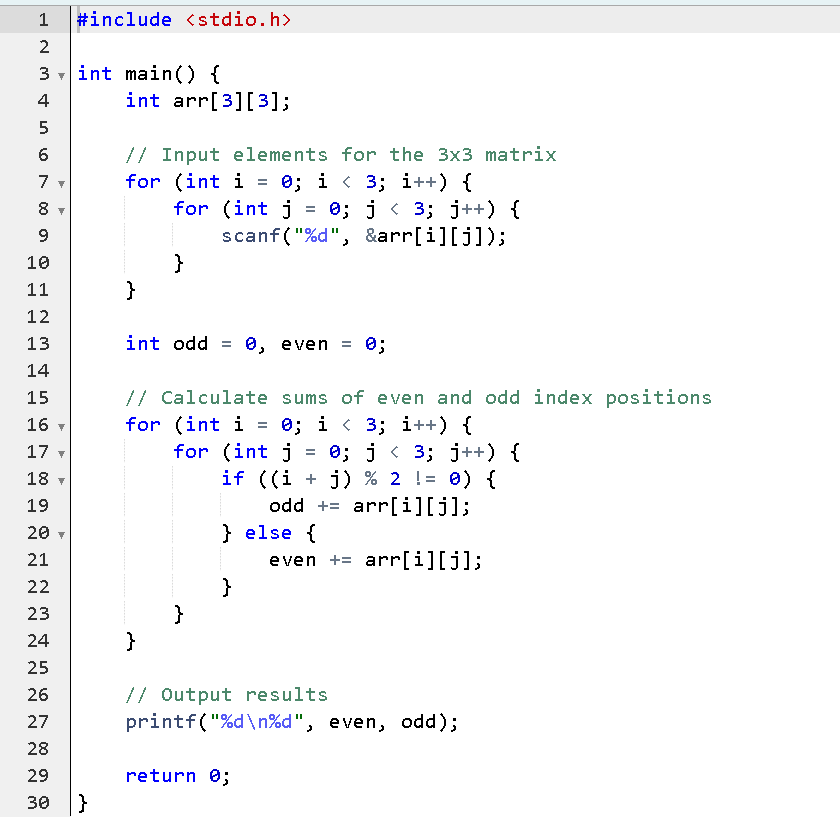 1 #include <stdio.h>
2
3 int main() {
4     int arr[3][3];
5
6     // Input elements for the 3x3 matrix
7     for (int i = 0; i < 3; i++) {
8         for (int j = 0; j < 3; j++) {
9             scanf("%d", &arr[i][j]);
10         }
11     }
12
13     int odd = 0, even = 0;
14
15     // Calculate sums of even and odd index positions
16     for (int i = 0; i < 3; i++) {
17         for (int j = 0; j < 3; j++) {
18             if ((i + j) % 2 != 0) {
19                 odd += arr[i][j];
20             } else {
21                 even += arr[i][j];
22             }
23         }
24     }
25
26     // Output results
27     printf("%d\n%d", even, odd);
28
29     return 0;
30 }